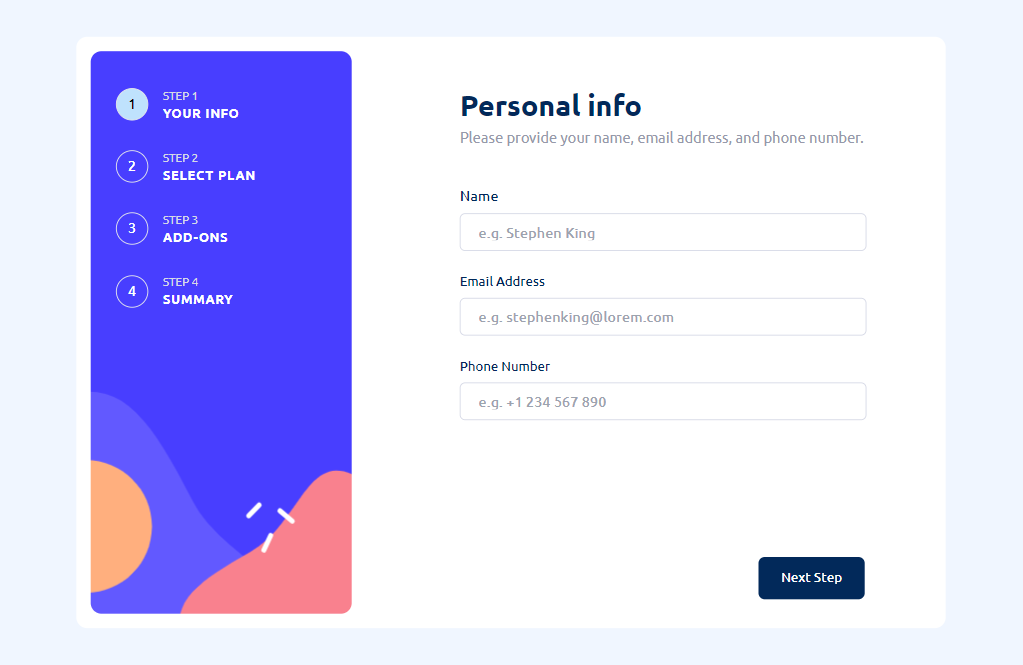 1
STEP 1
YOUR INFO
2
STEP 2
SELECT PLAN
3
STEP 3
ADD-ONS
4
STEP 4
SUMMARY
Personal info
Please provide your name, email address, and phone number.
Name
e.g. Stephen King
Email Address
e.g. stephenking@lorem.com
Phone Number
e.g. +1 234 567 890
Next Step